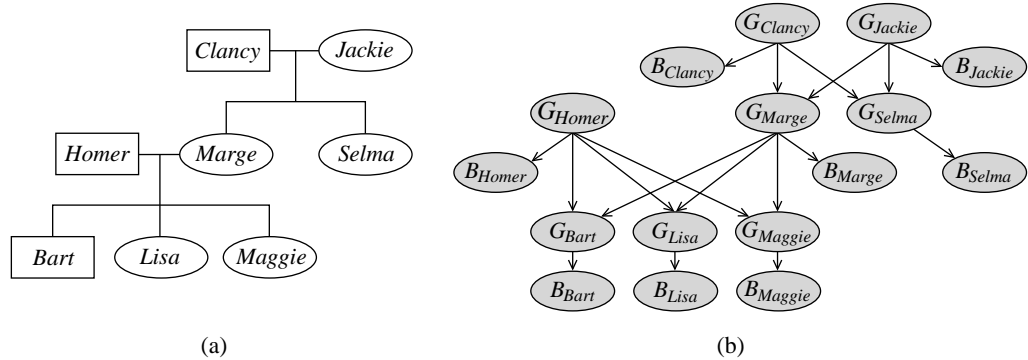 Clancy Jackie
Homer Marge Selma
Bart Lisa Maggie
(a)
G_Clancy G_Jackie
B_Clancy B_Jackie
G_Homer G_Marge G_Selma
B_Homer B_Marge B_Selma
G_Bart G_Lisa G_Maggie
B_Bart B_Lisa B_Maggie
(b)